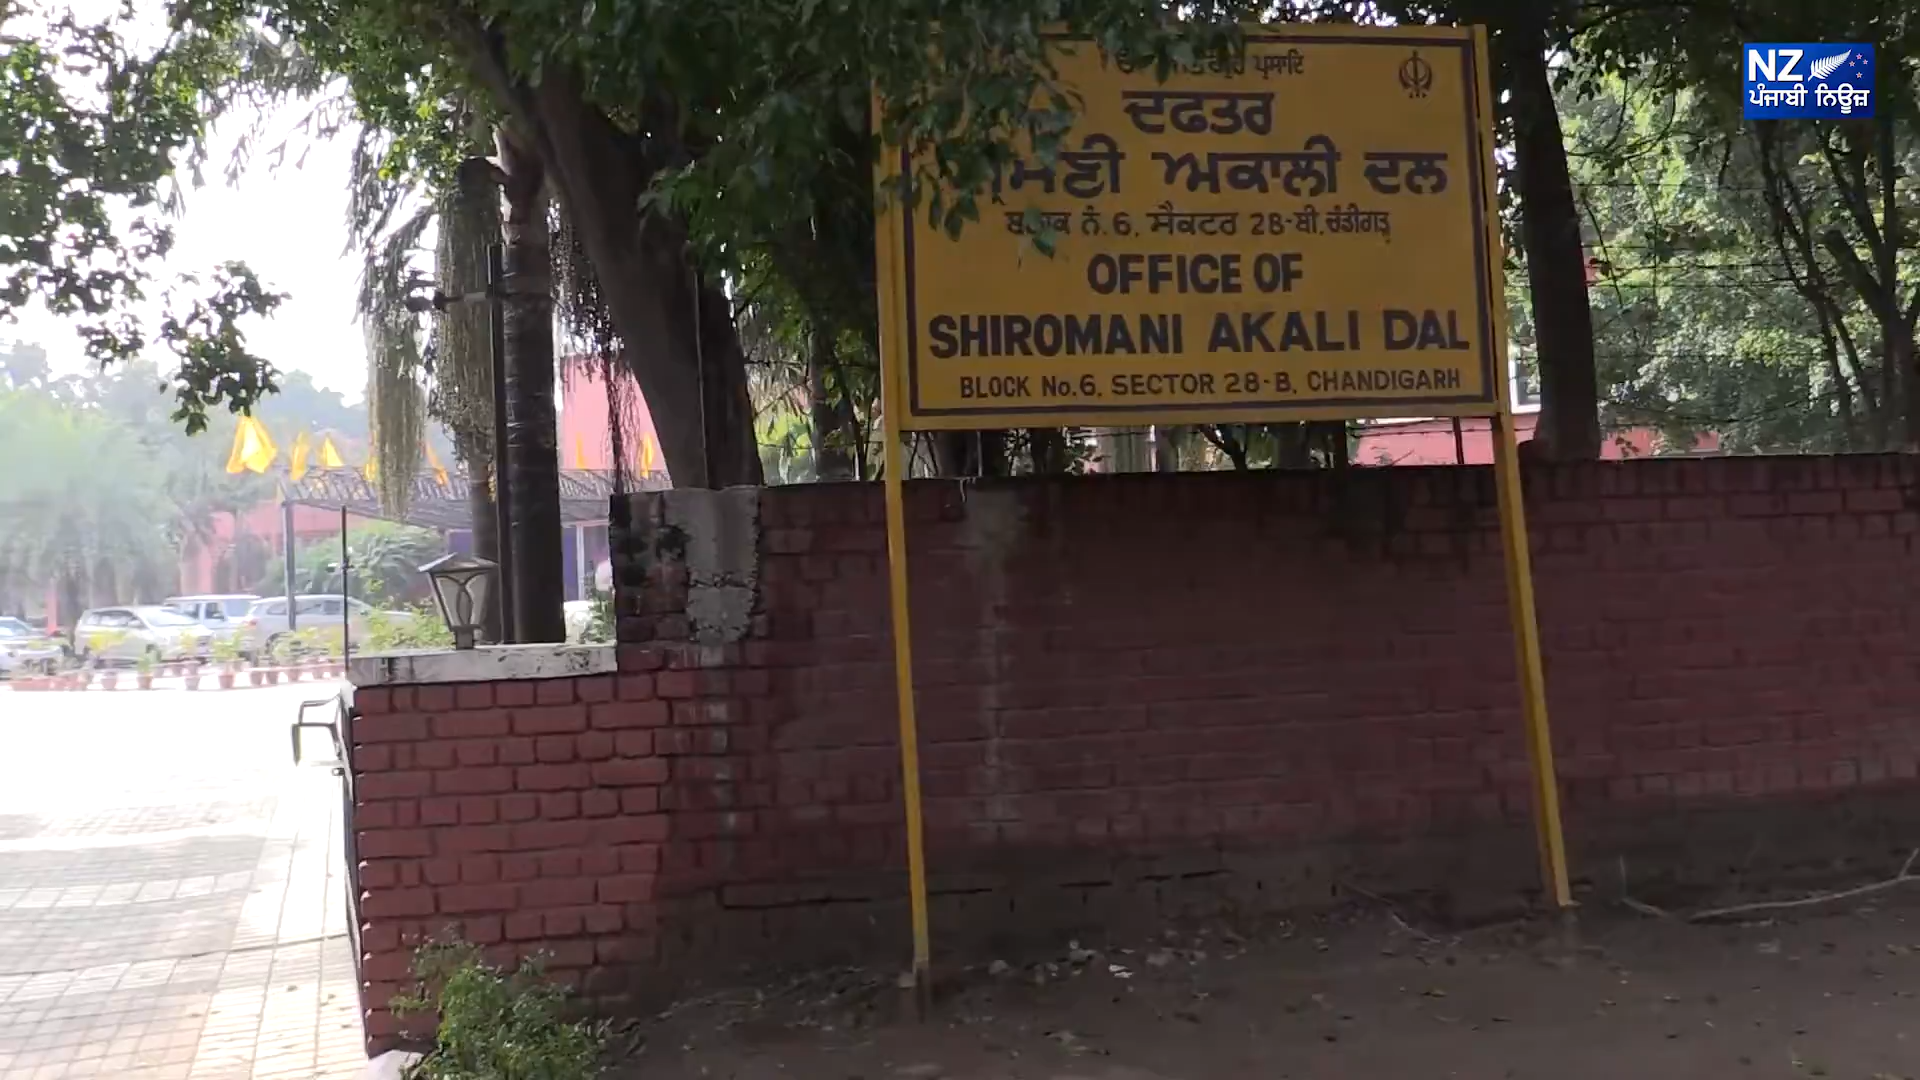 ਪ੍ਰਸਾਦਿ
ਦਫਤਰ
ਅਕਾਲੀ ਦਲ
ਨੰ. 6, ਸੈਕਟਰ 28-ਬੀ, ਚੰਡੀਗੜ੍ਹ
OFFICE OF
SHIROMANI AKALI DAL
BLOCK No. 6, SECTOR 28-B, CHANDIGARH
NZ
ਪੰਜਾਬੀ ਨਿਊਜ਼